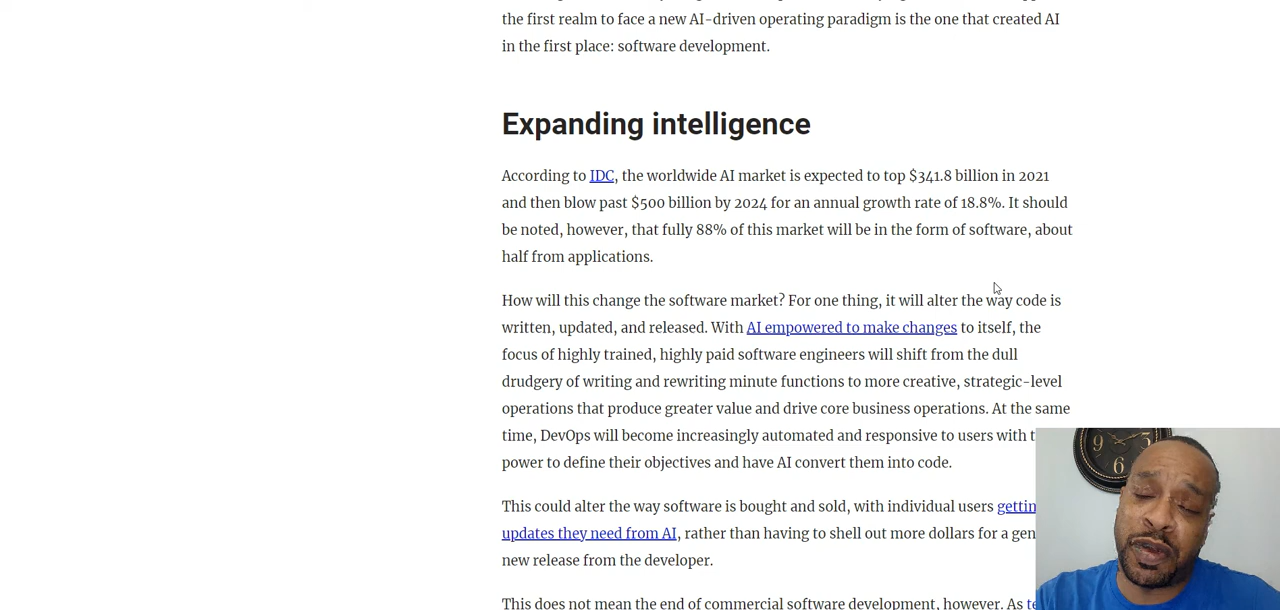 the first realm to face a new AI-driven operating paradigm is the one that created AI
in the first place: software development.
Expanding intelligence
According to IDC, the worldwide AI market is expected to top $341.8 billion in 2021
and then blow past $500 billion by 2024 for an annual growth rate of 18.8%. It should
be noted, however, that fully 88% of this market will be in the form of software, about
half from applications.
How will this change the software market? For one thing, it will alter the way code is
written, updated, and released. With AI empowered to make changes to itself, the
focus of highly trained, highly paid software engineers will shift from the dull
drudgery of writing and rewriting minute functions to more creative, strategic-level
operations that produce greater value and drive core business operations. At the same
time, DevOps will become increasingly automated and responsive to users with
power to define their objectives and have AI convert them into code.
This could alter the way software is bought and sold, with individual users
updates they need from AI, rather than having to shell out more dollars for a
new release from the developer.
This does not mean the end of commercial software development, however. As
9
6